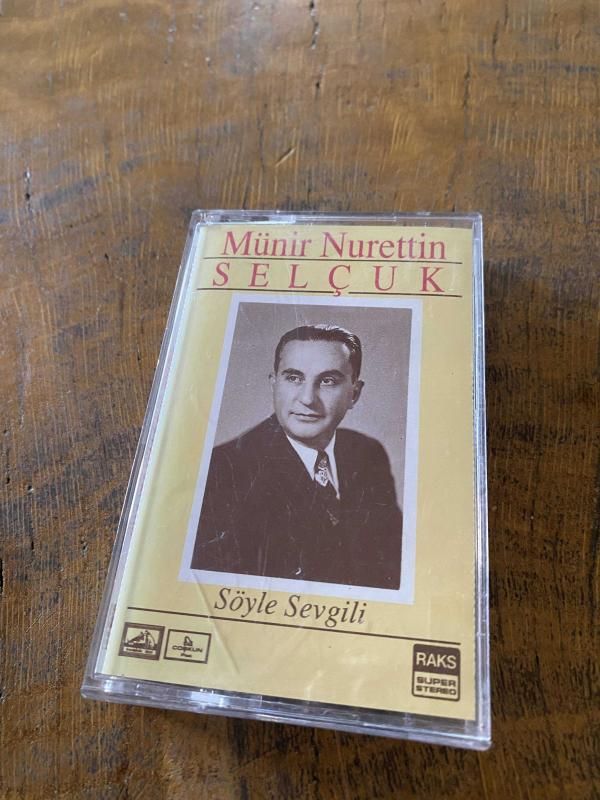 Münir Nurettin
SELÇUK
Söyle Sevgili
COŞKUN
RAKS
SUPER
STEREO